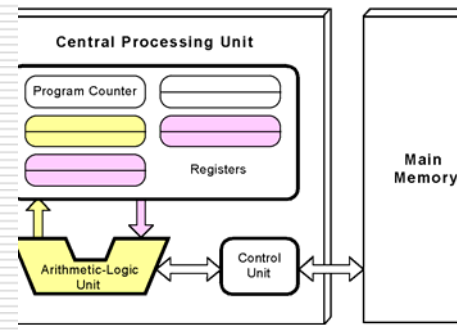 Central Processing Unit
Program Counter
Registers
Main
Memory
Arithmetic-Logic
Unit
Control
Unit